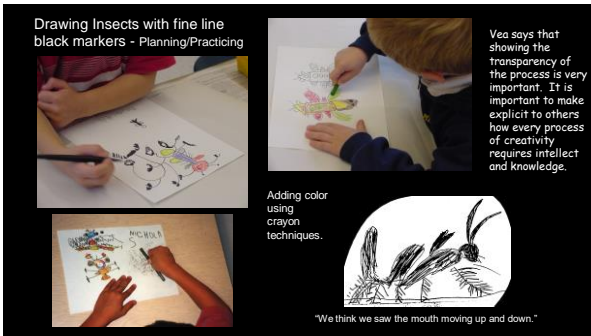 Drawing Insects with fine line
black markers - Planning/Practicing
Vea says that
showing the
transparency of
the process is very
important. It is
important to make
explicit to others
how every process
of creativity
requires intellect
and knowledge.
Adding color
using
crayon
techniques.
NICHOLA
S
“We think we saw the mouth moving up and down.”